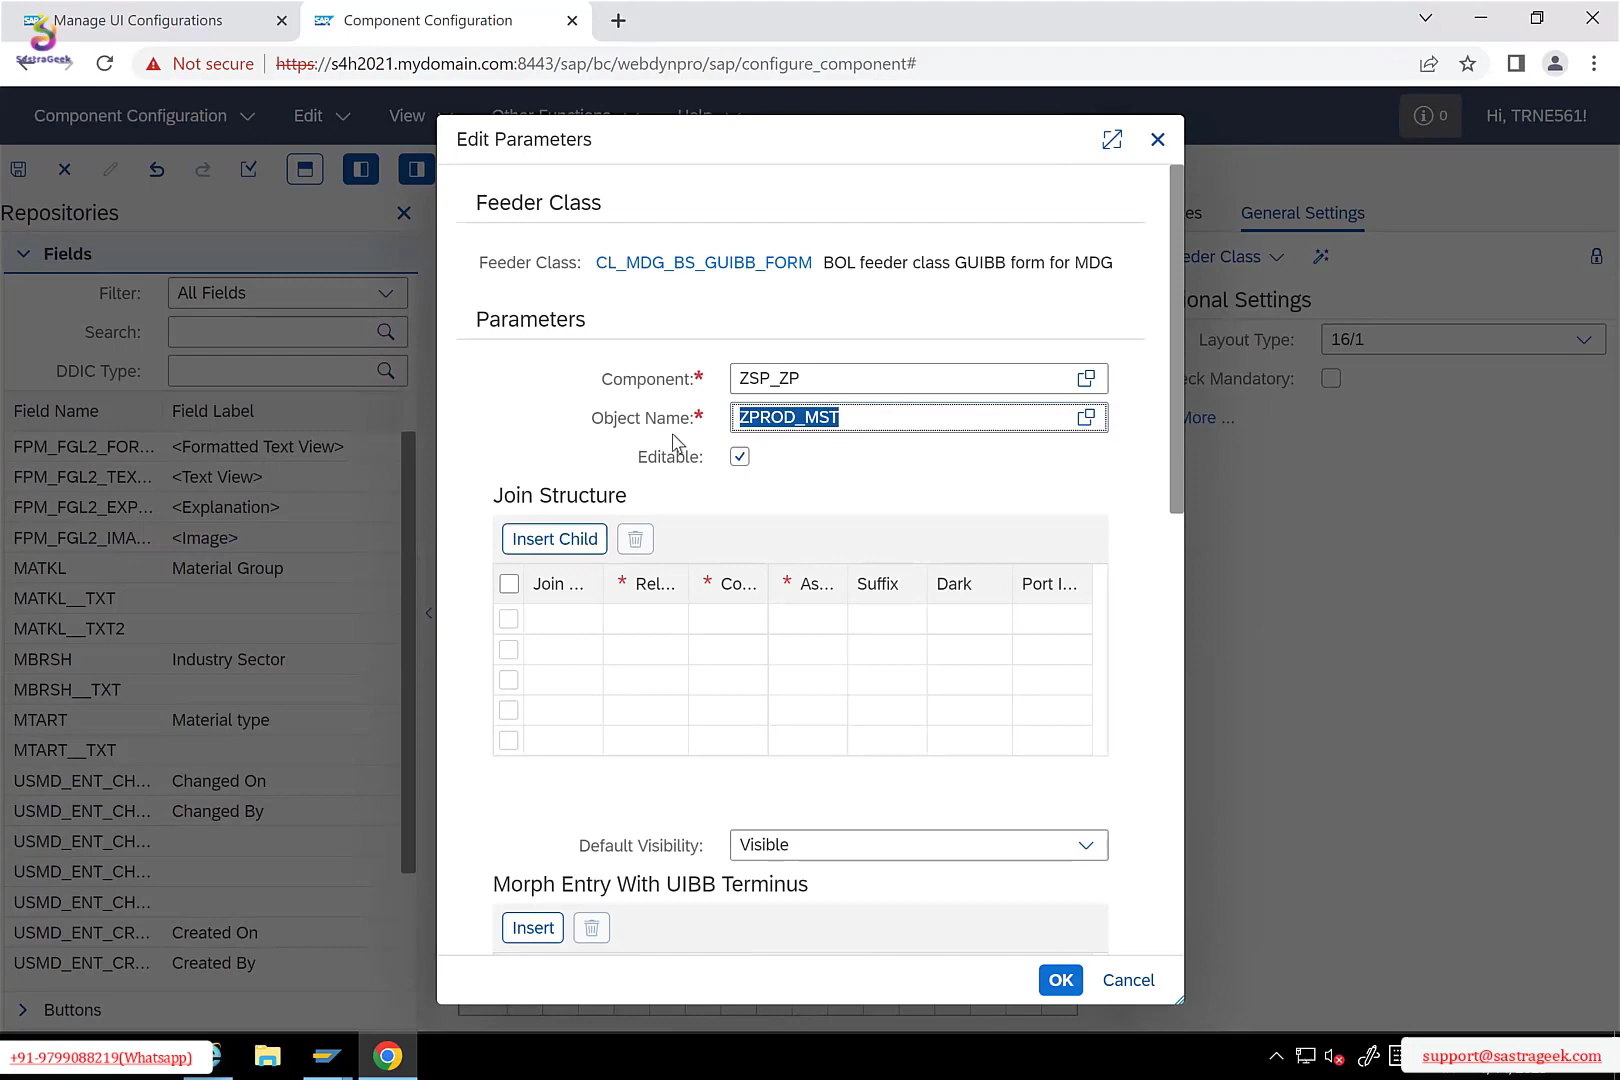 Manage UI Configurations
Component Configuration
SastraGeek
Not secure
https://s4h2021.mydomain.com:8443/sap/bc/webdynpro/sap/configure_component#
Component Configuration
Edit
View
Other Functions
Help
0
Hi, TRNE561!
Repositories
Fields
Filter:
All Fields
Search:
DDIC Type:
Field Name
Field Label
FPM_FGL2_FOR...
<Formatted Text View>
FPM_FGL2_TEX...
<Text View>
FPM_FGL2_EXP...
<Explanation>
FPM_FGL2_IMA...
<Image>
MATKL
Material Group
MATKL__TXT
MATKL__TXT2
MBRSH
Industry Sector
MBRSH__TXT
MTART
Material type
MTART__TXT
USMD_ENT_CH...
Changed On
USMD_ENT_CH...
Changed By
USMD_ENT_CH...
USMD_ENT_CH...
USMD_ENT_CH...
USMD_ENT_CR...
Created On
USMD_ENT_CR...
Created By
Buttons
Edit Parameters
Feeder Class
Feeder Class:
CL_MDG_BS_GUIBB_FORM
BOL feeder class GUIBB form for MDG
Parameters
Component:*
ZSP_ZP
Object Name:*
ZPROD_MST
Editable:
Join Structure
Insert Child
Join ...
* Rel...
* Co...
* As...
Suffix
Dark
Port I...
Default Visibility:
Visible
Morph Entry With UIBB Terminus
Insert
OK
Cancel
es
General Settings
eder Class
ional Settings
Layout Type:
16/1
eck Mandatory:
More ...
+91-9799088219(Whatsapp)
support@sastrageek.com